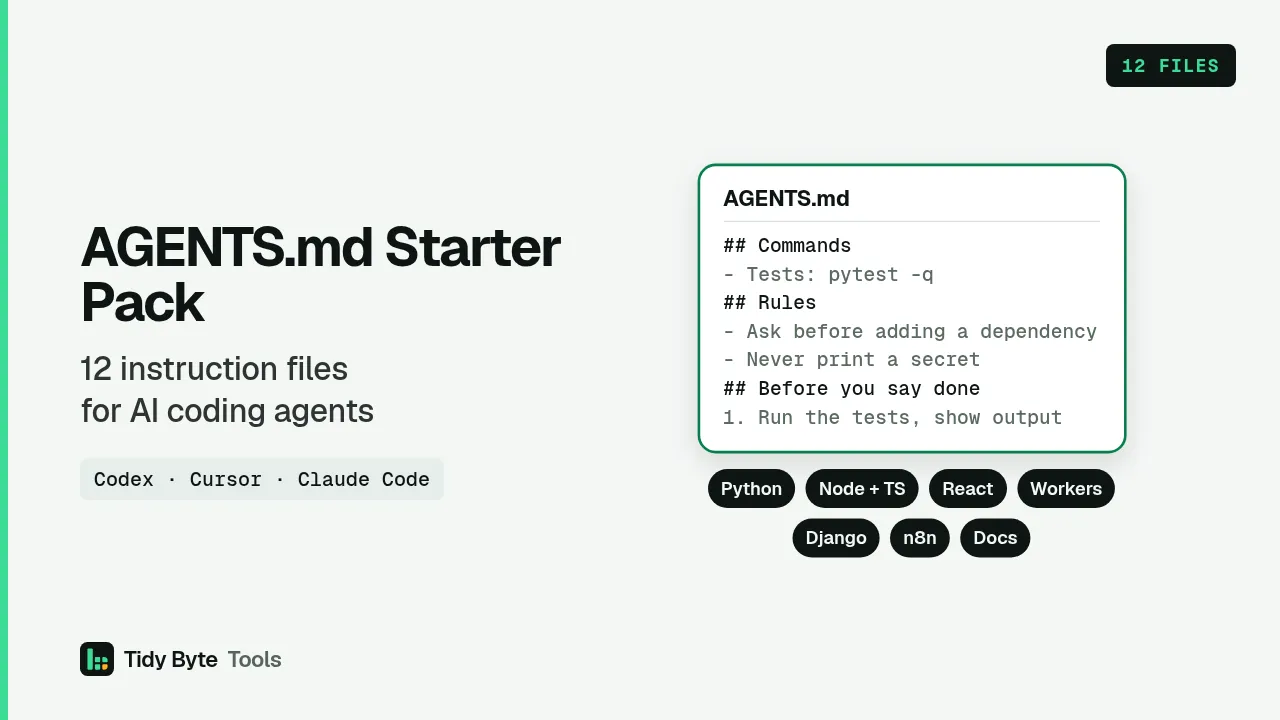 12 FILES
AGENTS.md Starter
Pack
12 instruction files
for AI coding agents
Codex · Cursor · Claude Code
AGENTS.md
## Commands
- Tests: pytest -q
## Rules
- Ask before adding a dependency
- Never print a secret
## Before you say done
1. Run the tests, show output
Python Node + TS React Workers
Django n8n Docs
Tidy Byte Tools